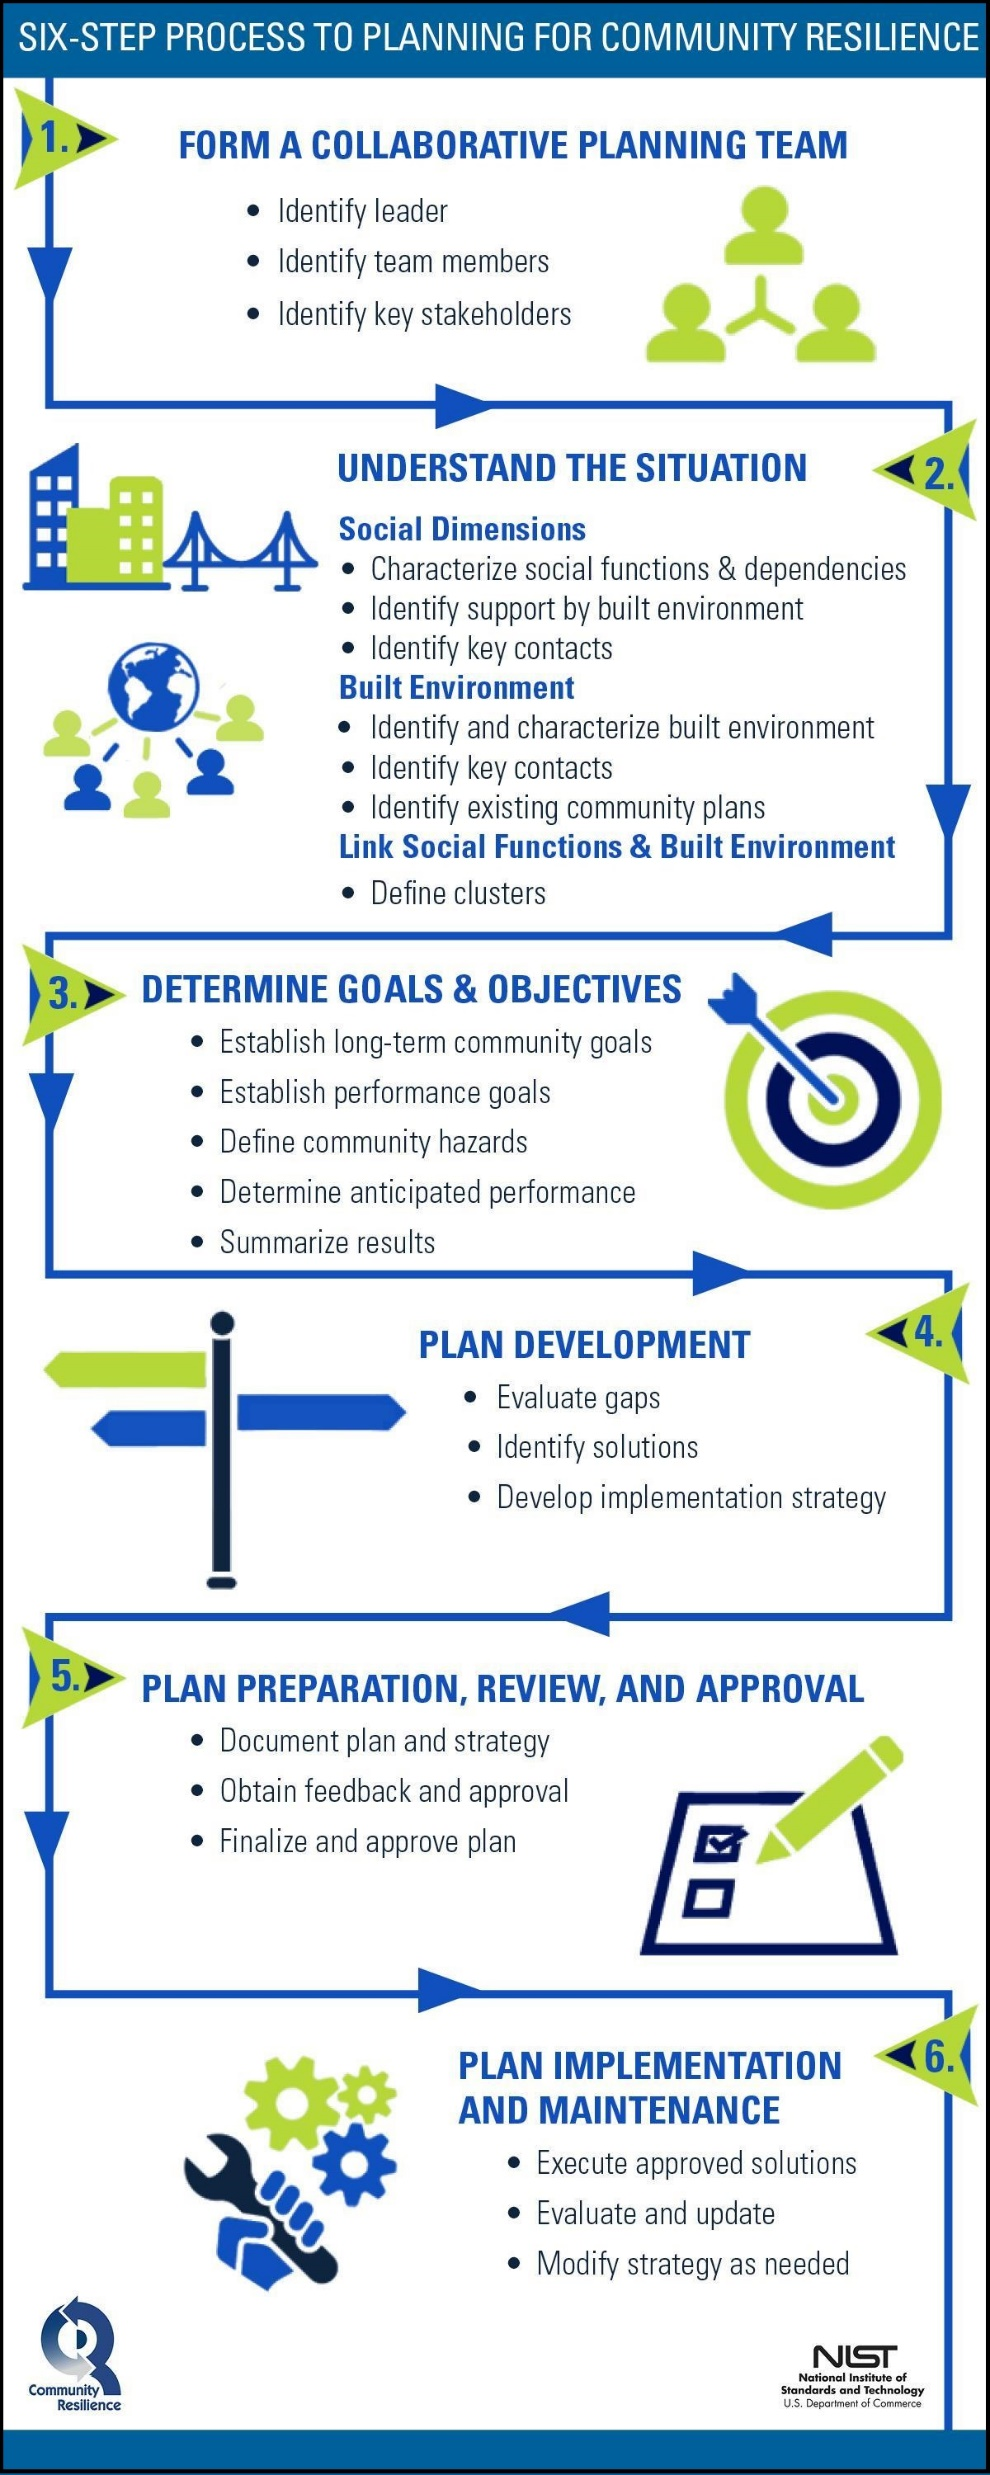 SIX-STEP PROCESS TO PLANNING FOR COMMUNITY RESILIENCE
1.
FORM A COLLABORATIVE PLANNING TEAM
• Identify leader
• Identify team members
• Identify key stakeholders
2.
UNDERSTAND THE SITUATION
Social Dimensions
• Characterize social functions & dependencies
• Identify support by built environment
• Identify key contacts
Built Environment
• Identify and characterize built environment
• Identify key contacts
• Identify existing community plans
Link Social Functions & Built Environment
• Define clusters
3.
DETERMINE GOALS & OBJECTIVES
• Establish long-term community goals
• Establish performance goals
• Define community hazards
• Determine anticipated performance
• Summarize results
4.
PLAN DEVELOPMENT
• Evaluate gaps
• Identify solutions
• Develop implementation strategy
5.
PLAN PREPARATION, REVIEW, AND APPROVAL
• Document plan and strategy
• Obtain feedback and approval
• Finalize and approve plan
6.
PLAN IMPLEMENTATION
AND MAINTENANCE
• Execute approved solutions
• Evaluate and update
• Modify strategy as needed
Community
Resilience
NIST
National Institute of
Standards and Technology
U.S. Department of Commerce